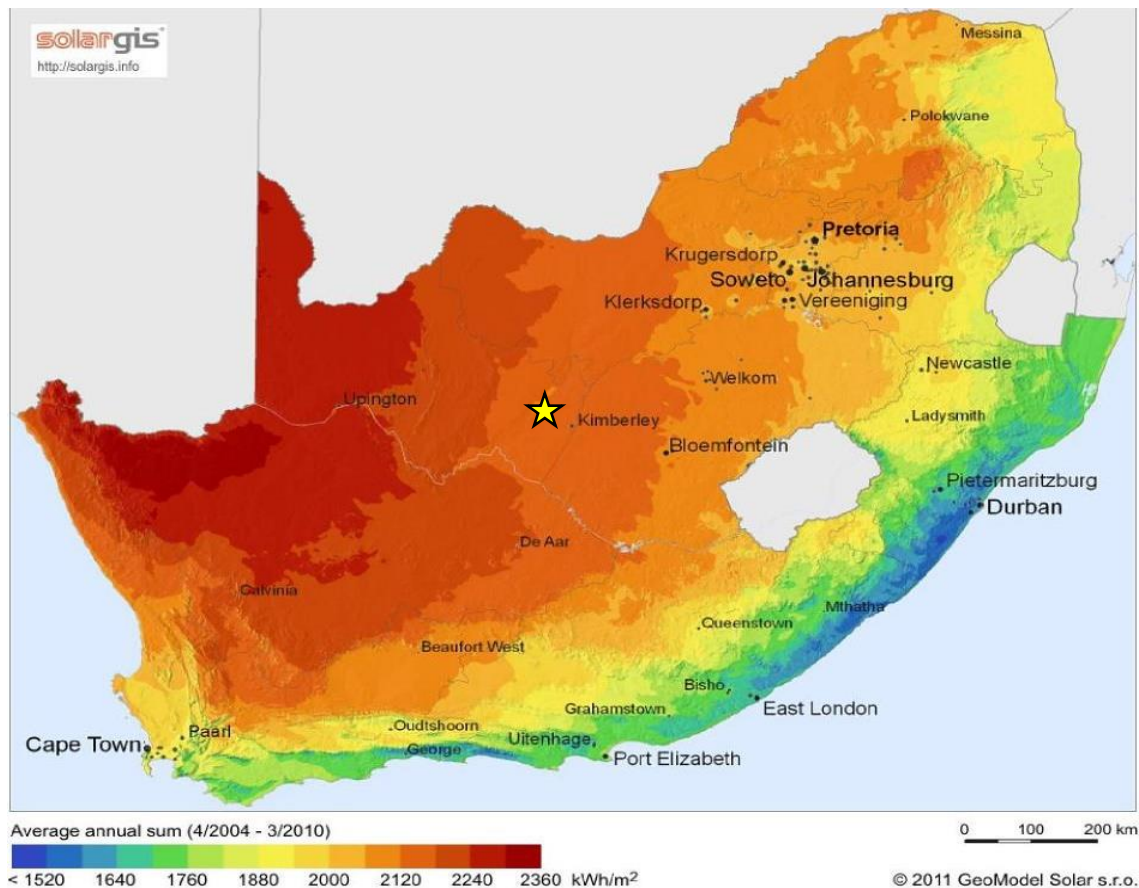 solargis
http://solargis.info
Messina
Polokwane
Pretoria
Krugersdorp
Soweto Johannesburg
Klerksdorp Vereeniging
Newcastle
Welkom
Upington
Ladysmith
Kimberley
Bloemfontein
Pietermaritzburg
Durban
De Aar
Calvinia
Mthatha
Queenstown
Beaufort West
Bisho
Grahamstown East London
Oudtshoorn
Paarl
Cape Town George Uitenhage
Port Elizabeth
Average annual sum (4/2004 - 3/2010)
0 100 200 km
< 1520 1640 1760 1880 2000 2120 2240 2360 kWh/m²
© 2011 GeoModel Solar s.r.o.